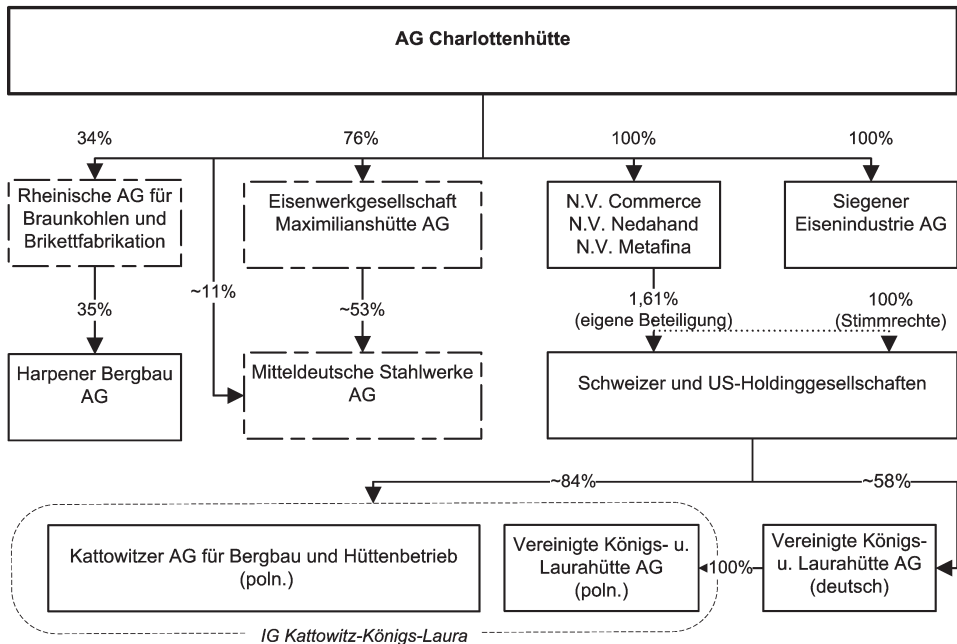 AG Charlottenhütte
34%
76%
100%
100%
Rheinische AG für
Braunkohlen und
Brikettfabrikation
Eisenwerkgesellschaft
Maximilianshütte AG
N.V. Commerce
N.V. Nedahand
N.V. Metafina
Siegener
Eisenindustrie AG
35%
~11%
~53%
1,61%
(eigene Beteiligung)
100%
(Stimmrechte)
Harpener Bergbau
AG
Mitteldeutsche Stahlwerke
AG
Schweizer und US-Holdinggesellschaften
~84%
~58%
Kattowitzer AG für Bergbau und Hüttenbetrieb
(poln.)
Vereinigte Königs- u.
Laurahütte AG
(poln.)
100%
Vereinigte Königs-
u. Laurahütte AG
(deutsch)
IG Kattowitz-Königs-Laura